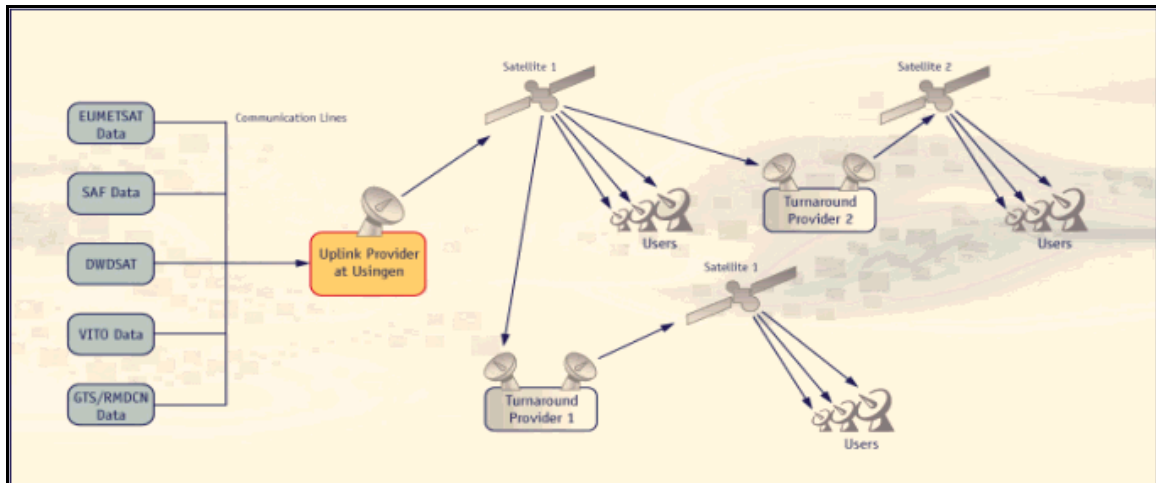 EUMETSAT
Data
SAF Data
DWDSAT
VITO Data
GTS/RMDCN
Data
Communication Lines
Uplink Provider
at Usingen
Satellite 1
Users
Turnaround
Provider 2
Satellite 2
Users
Turnaround
Provider 1
Satellite 1
Users